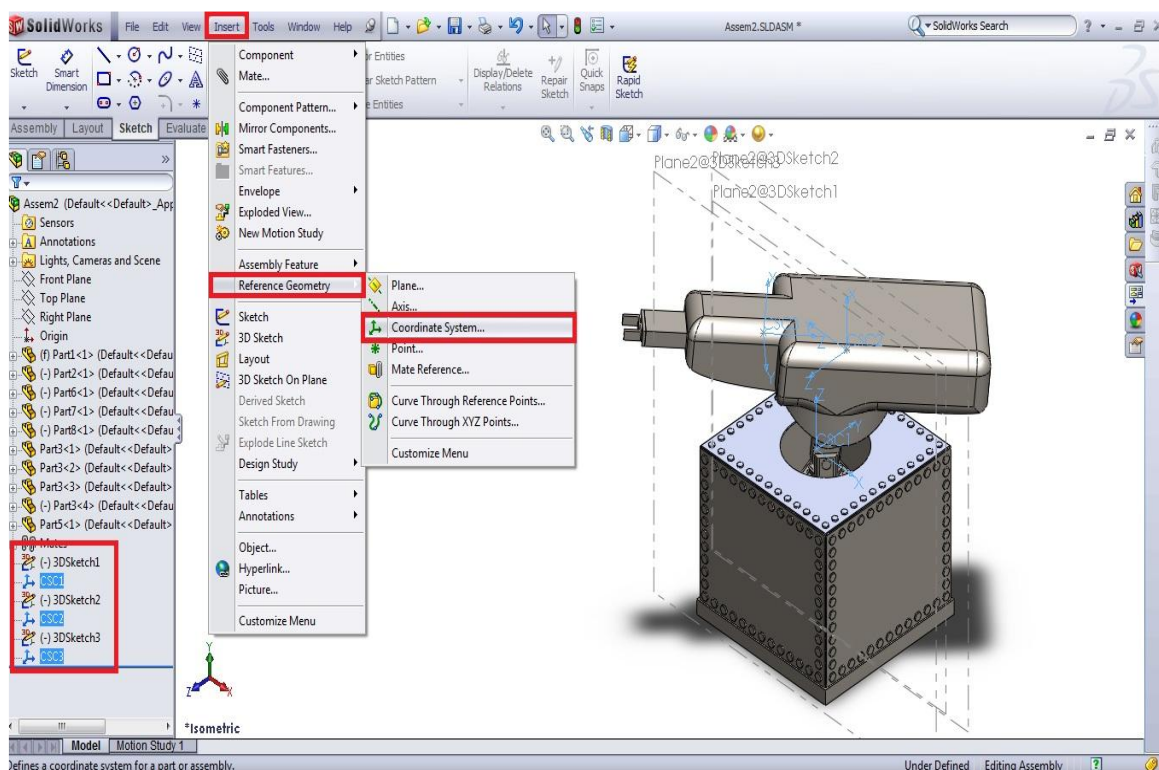 SolidWorks File Edit View Insert Tools Window Help Assem2.SLDASM * SolidWorks Search
Sketch
Smart Dimension
Entities
ar Sketch Pattern
e Entities
Display/Delete Relations
Repair Sketch
Quick Snaps
Rapid Sketch
Assembly Layout Sketch Evaluate
Assem2 (Default<<Default>_App
Sensors
Annotations
Lights, Cameras and Scene
Front Plane
Top Plane
Right Plane
Origin
(f) Part1<1> (Default<<Defau
(-) Part2<1> (Default<<Defau
(-) Part6<1> (Default<<Defau
(-) Part7<1> (Default<<Defau
(-) Part8<1> (Default<<Defau
Part3<1> (Default<<Default>
Part3<2> (Default<<Default>
Part3<3> (Default<<Default>
(-) Part3<4> (Default<<Defau
Part5<1> (Default<<Default>
Mates
(-) 3DSketch1
CSC1
(-) 3DSketch2
CSC2
(-) 3DSketch3
CSC3
Component
Mate...
Component Pattern...
Mirror Components...
Smart Fasteners...
Smart Features...
Envelope
Exploded View...
New Motion Study
Assembly Feature
Reference Geometry
Sketch
3D Sketch
Layout
3D Sketch On Plane
Derived Sketch
Sketch From Drawing
Explode Line Sketch
Design Study
Tables
Annotations
Object...
Hyperlink...
Picture...
Customize Menu
Plane...
Axis...
Coordinate System...
Point...
Mate Reference...
Curve Through Reference Points...
Curve Through XYZ Points...
Customize Menu
Plane2@3DSketch3
Plane2@3DSketch2
Plane2@3DSketch1
CSC1
Y
Z
X
*Isometric
Model Motion Study 1
Defines a coordinate system for a part or assembly. Under Defined Editing Assembly